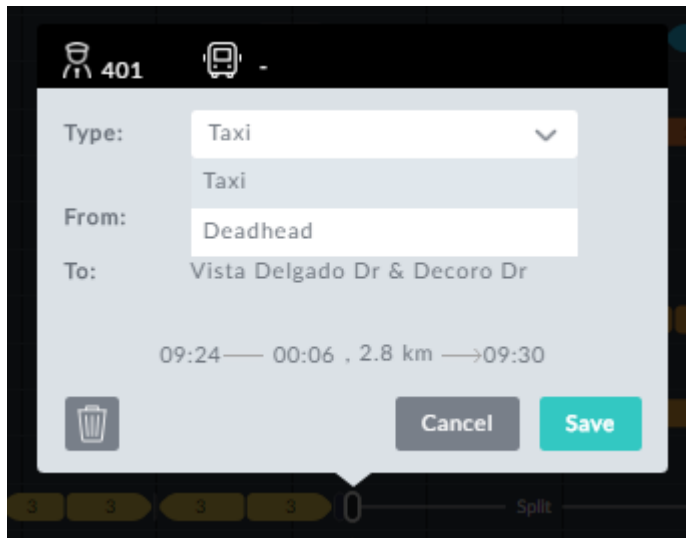 401 -
Type: Taxi
Taxi
From:
Deadhead
To: Vista Delgado Dr & Decoro Dr
09:24 00:06 , 2.8 km 09:30
Cancel Save
3 3 3 3 Split